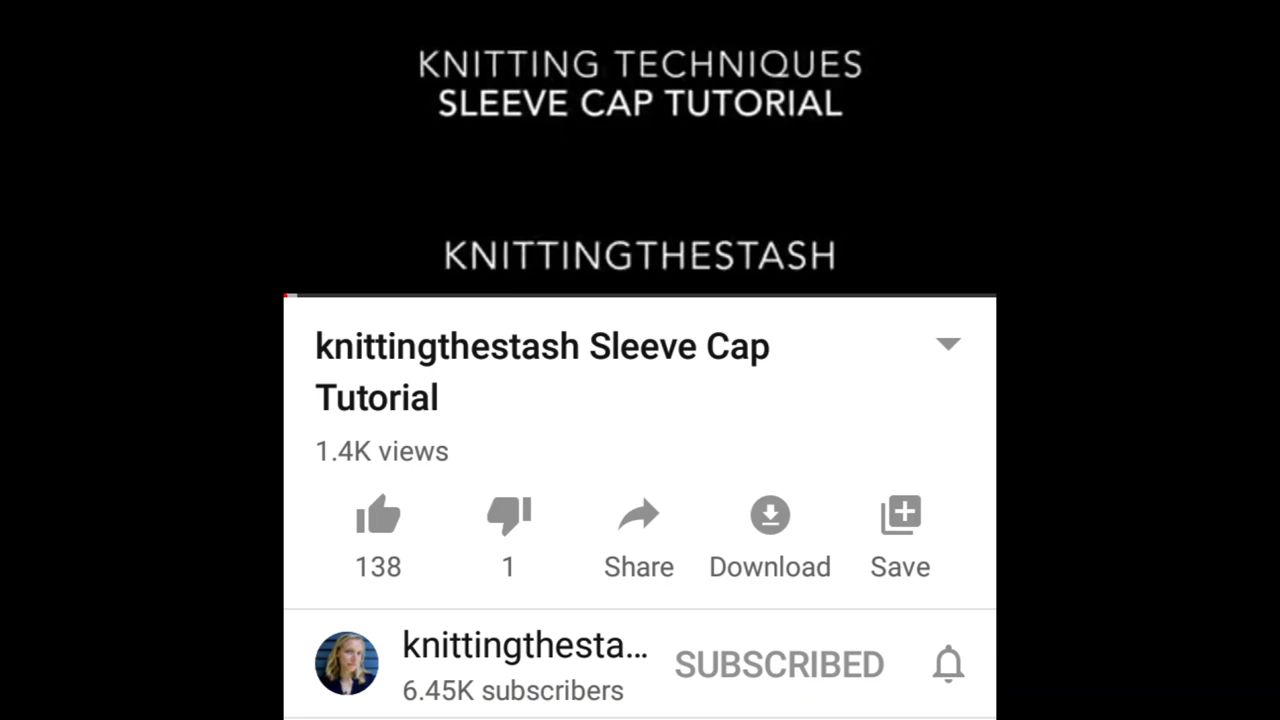 KNITTING TECHNIQUES
SLEEVE CAP TUTORIAL
KNITTINGTHESTASH
knittingthestash Sleeve Cap
Tutorial
1.4K views
138 1 Share Download Save
knittingthesta... SUBSCRIBED
6.45K subscribers